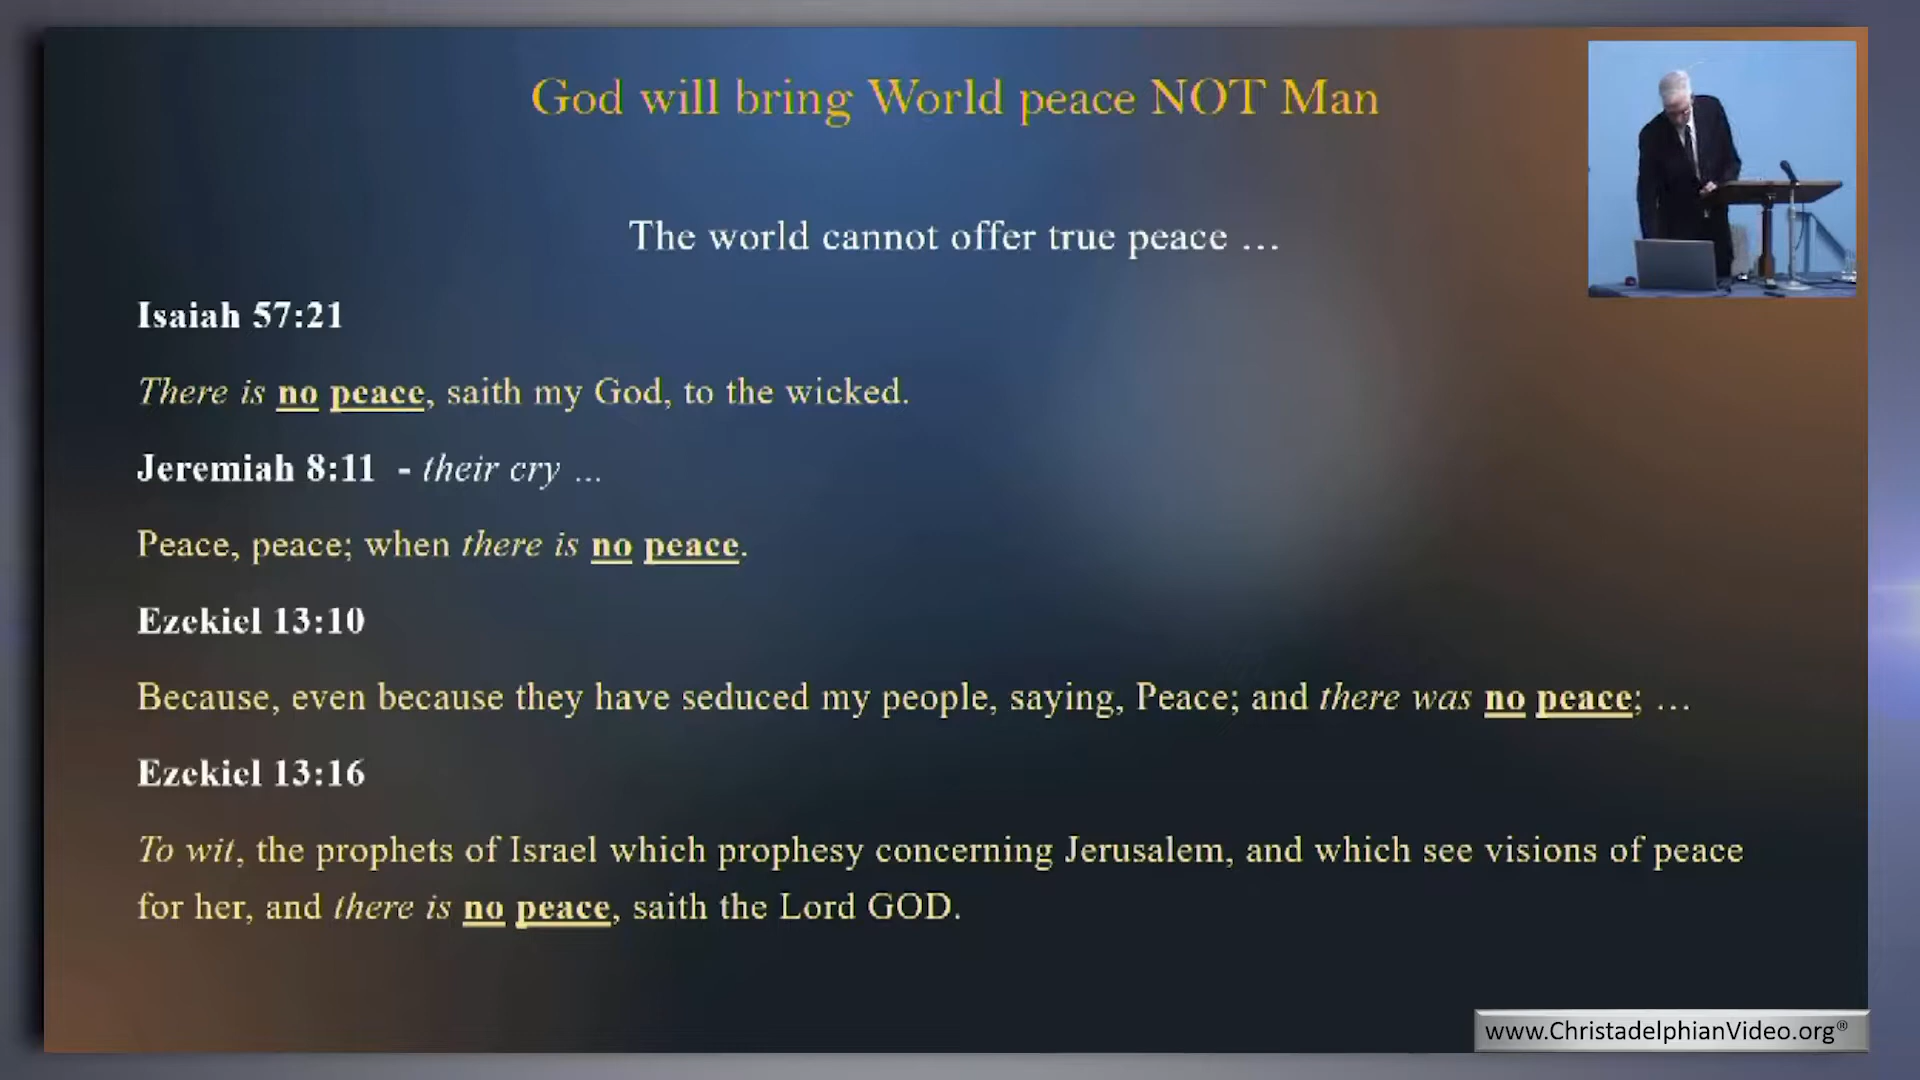 God will bring World peace NOT Man
The world cannot offer true peace …
Isaiah 57:21
There is no peace, saith my God, to the wicked.
Jeremiah 8:11 - their cry …
Peace, peace; when there is no peace.
Ezekiel 13:10
Because, even because they have seduced my people, saying, Peace; and there was no peace; …
Ezekiel 13:16
To wit, the prophets of Israel which prophesy concerning Jerusalem, and which see visions of peace
for her, and there is no peace, saith the Lord GOD.
www.ChristadelphianVideo.org®